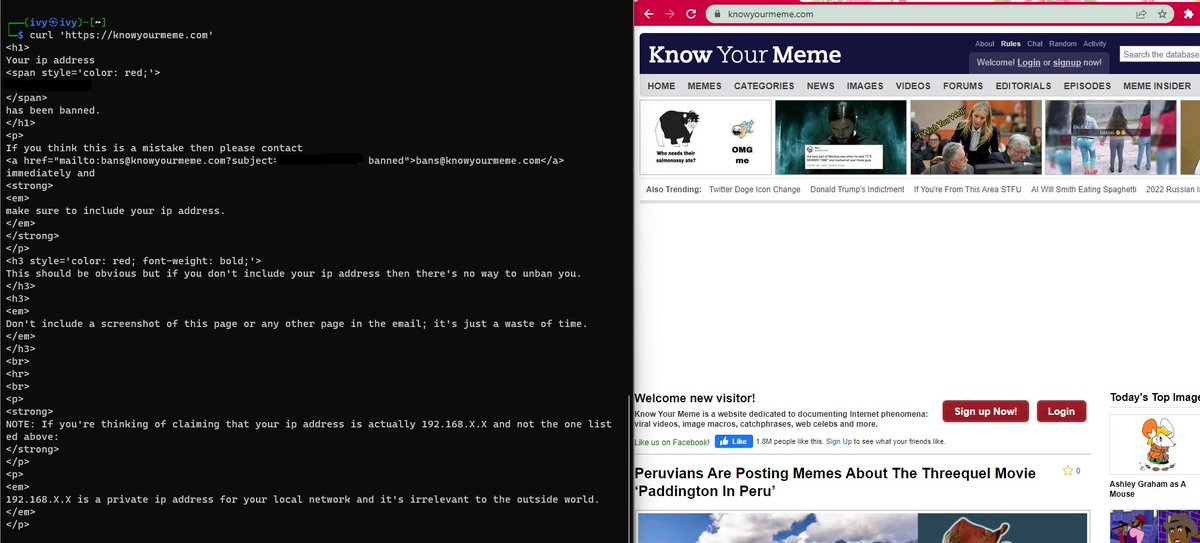 ┌──(ivy㉿ivy)-[~]
└─$ curl 'https://knowyourmeme.com'
<h1>
Your ip address
<span style='color: red;'>
</span>
has been banned.
</h1>
<p>
If you think this is a mistake then please contact
<a href="mailto:bans@knowyourmeme.com?subject= banned">bans@knowyourmeme.com</a>
immediately and
<strong>
<em>
make sure to include your ip address.
</em>
</strong>
</p>
<h3 style='color: red; font-weight: bold;'>
This should be obvious but if you don't include your ip address then there's no way to unban you.
</h3>
<h3>
<em>
Don't include a screenshot of this page or any other page in the email; it's just a waste of time.
</em>
</h3>
<br>
<hr>
<br>
<p>
<strong>
NOTE: If you're thinking of claiming that your ip address is actually 192.168.X.X and not the one list
ed above:
</strong>
</p>
<p>
<em>
192.168.X.X is a private ip address for your local network and it's irrelevant to the outside world.
</em>
</p>
knowyourmeme.com
Know Your Meme
About Rules Chat Random Activity
Welcome! Login or signup now!
Search the database
HOME MEMES CATEGORIES NEWS IMAGES VIDEOS FORUMS EDITORIALS EPISODES MEME INSIDER
Who needs their
salmonussy ate?
OMG
me
Also Trending: Twitter Doge Icon Change Donald Trump's Indictment If You're From This Area STFU AI Will Smith Eating Spaghetti 2022 Russian I
Welcome new visitor!
Know Your Meme is a website dedicated to documenting Internet phenomena:
viral videos, image macros, catchphrases, web celebs and more.
Sign up Now!
Login
Like us on Facebook! Like 1.8M people like this. Sign Up to see what your friends like.
Peruvians Are Posting Memes About The Threequel Movie
‘Paddington In Peru’
0
Today's Top Image
Ashley Graham as A
Mouse